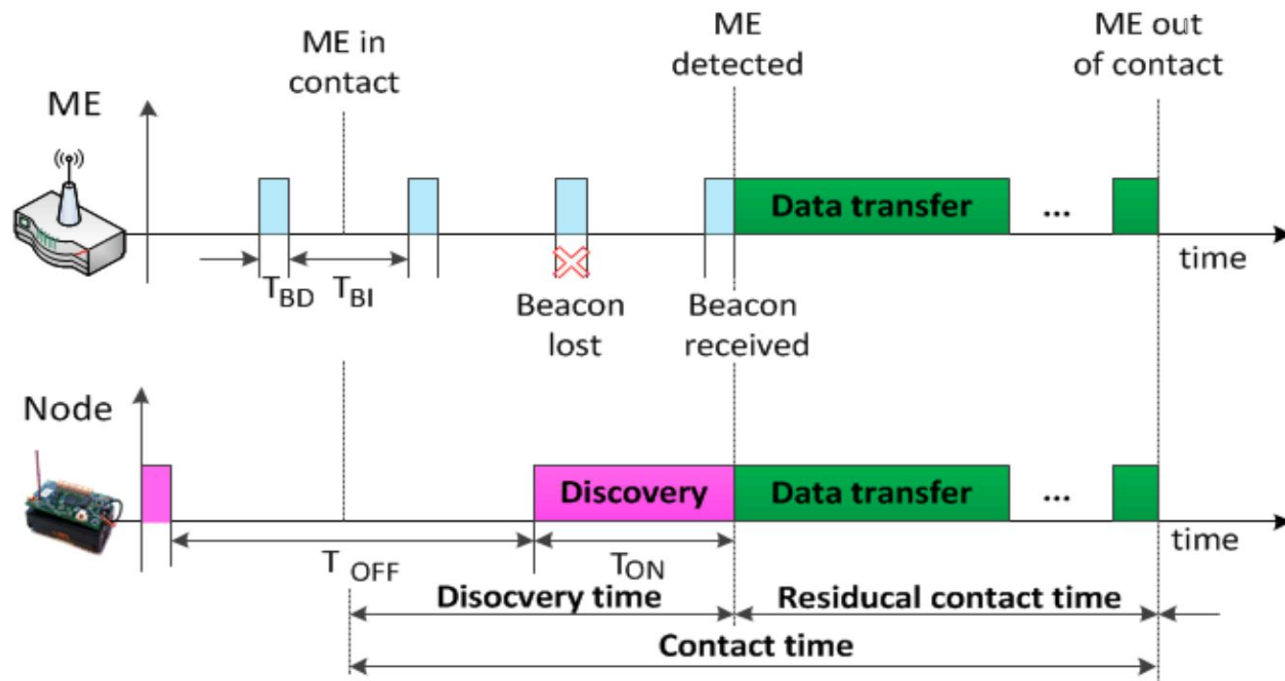 ME
ME in
contact
ME
detected
ME out
of contact
Data transfer
...
time
TBD
TBI
Beacon
lost
Beacon
received
Node
Discovery
Data transfer
...
time
T OFF
TON
Disocvery time
Residucal contact time
Contact time